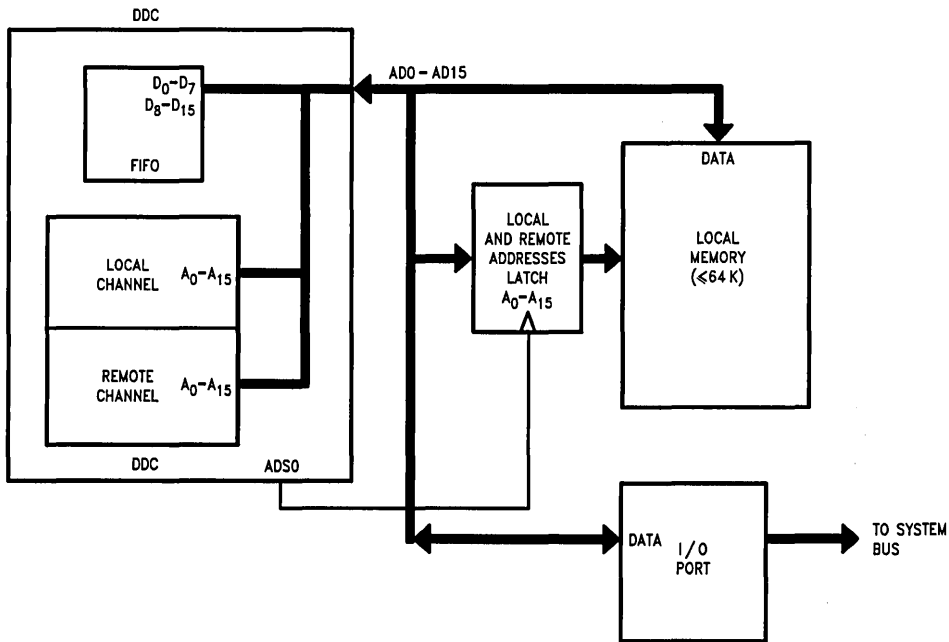 DDC
AD0 – AD15
D0–D7
D8–D15
FIFO
DATA
LOCAL
CHANNEL
A0–A15
LOCAL
AND REMOTE
ADDRESSES
LATCH
A0–A15
LOCAL
MEMORY
(≤64 K)
REMOTE
CHANNEL
A0–A15
DDC
ADS0
DATA
I/O
PORT
TO SYSTEM
BUS